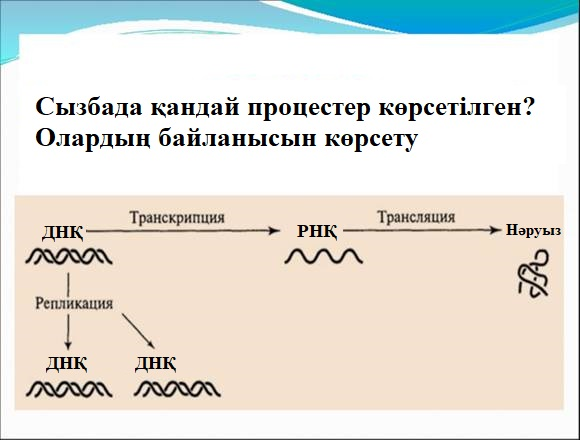 Сызбада қандай процестер көрсетілген?
Олардың байланысын көрсету
ДНҚ Транскрипция РНҚ Трансляция Нәруыз
Репликация
ДНҚ ДНҚ